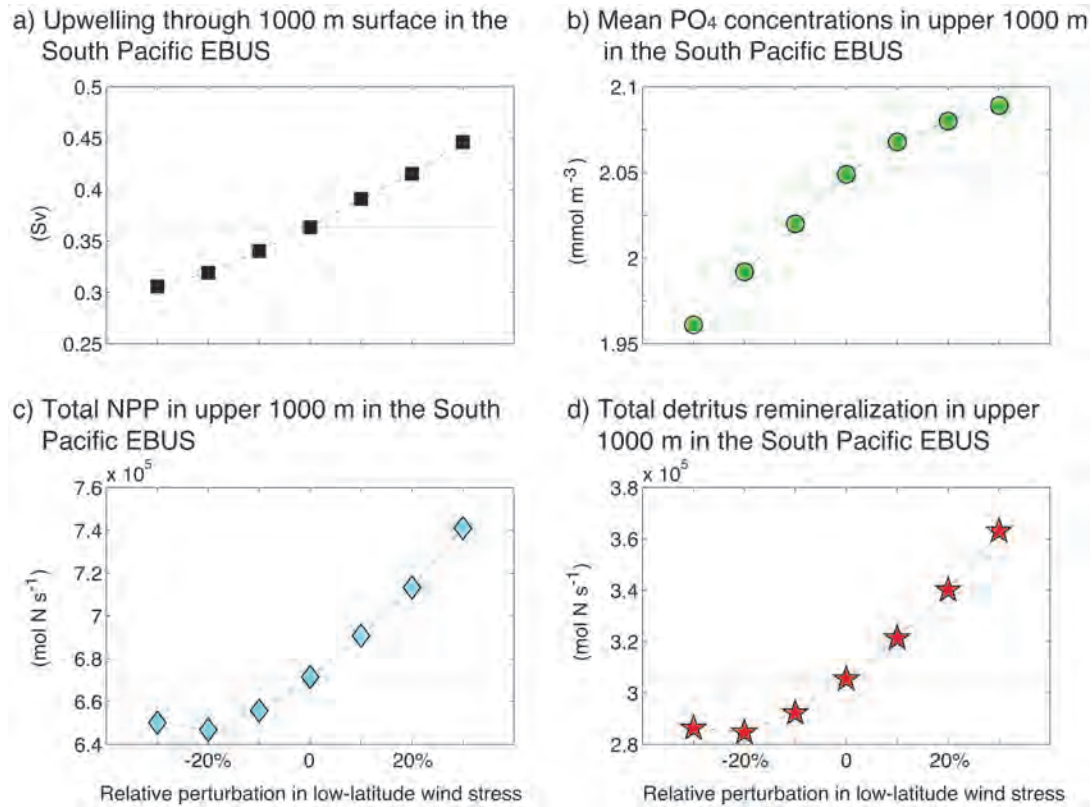 a) Upwelling through 1000 m surface in the
South Pacific EBUS
0.5
0.45
0.4
0.35
0.3
0.25
(Sv)
b) Mean PO4 concentrations in upper 1000 m
in the South Pacific EBUS
2.1
2.05
2
1.95
(mmol m-3)
c) Total NPP in upper 1000 m in the South
Pacific EBUS
x 10^5
7.6
7.4
7.2
7
6.8
6.6
6.4
(mol N s-1)
-20%
0
20%
Relative perturbation in low-latitude wind stress
d) Total detritus remineralization in upper
1000 m in the South Pacific EBUS
x 10^5
3.8
3.6
3.4
3.2
3
2.8
(mol N s-1)
-20%
0
20%
Relative perturbation in low-latitude wind stress